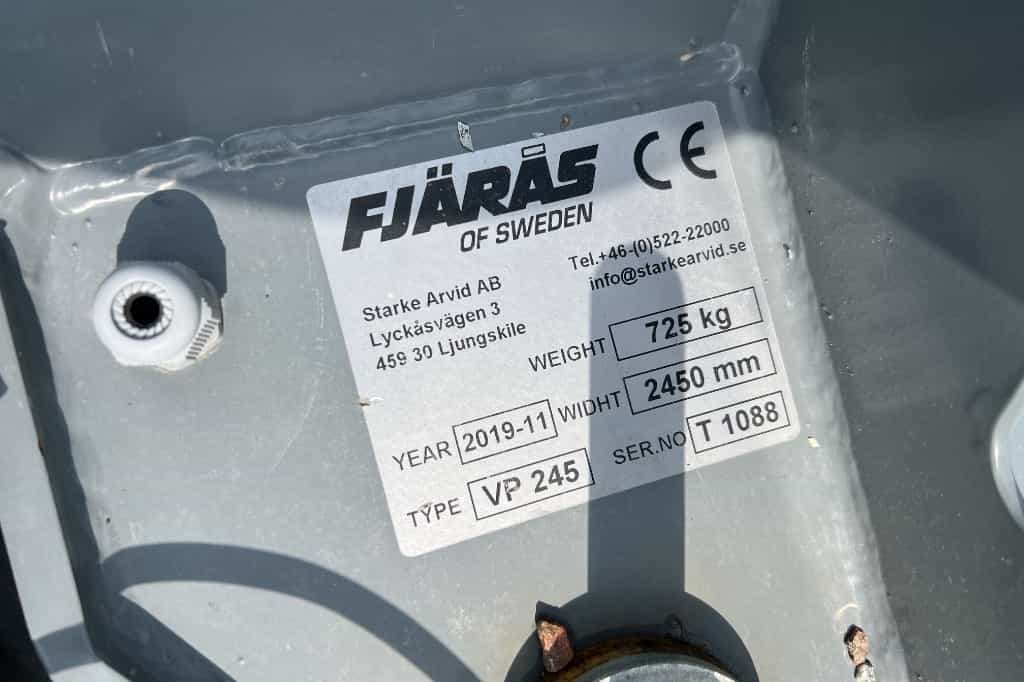 FJÄRÅS CE
OF SWEDEN
Starke Arvid AB
Lyckåsvägen 3
459 30 Ljungskile
Tel.+46-(0)522-22000
info@starkearvid.se
WEIGHT 725 kg
YEAR 2019-11 WIDHT 2450 mm
TYPE VP 245 SER.NO T 1088